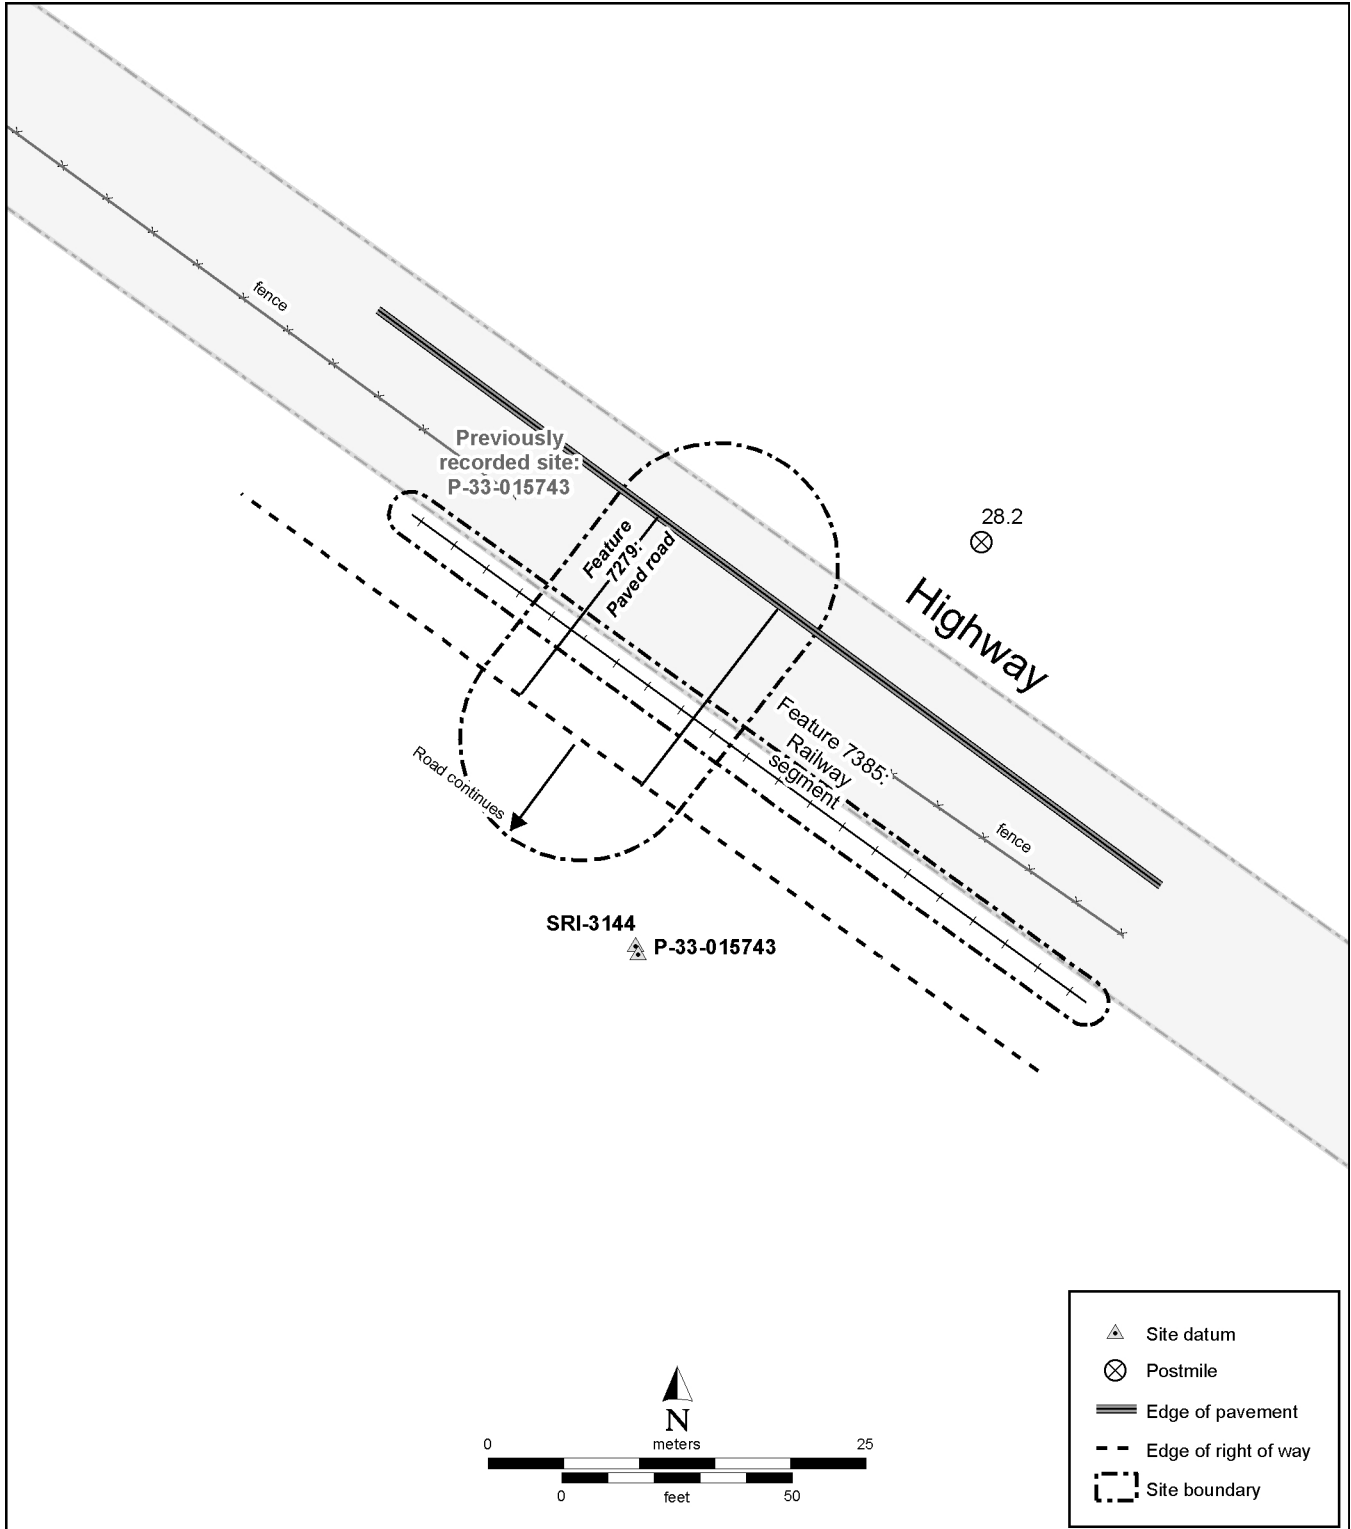 fence
Previously
recorded site:
P-33-015743
28.2
Highway
Feature
7279:
Paved road
Feature 7385:
Railway
segment
fence
Road continues
SRI-3144
P-33-015743
N
0 meters 25
0 feet 50
Site datum
Postmile
Edge of pavement
Edge of right of way
Site boundary